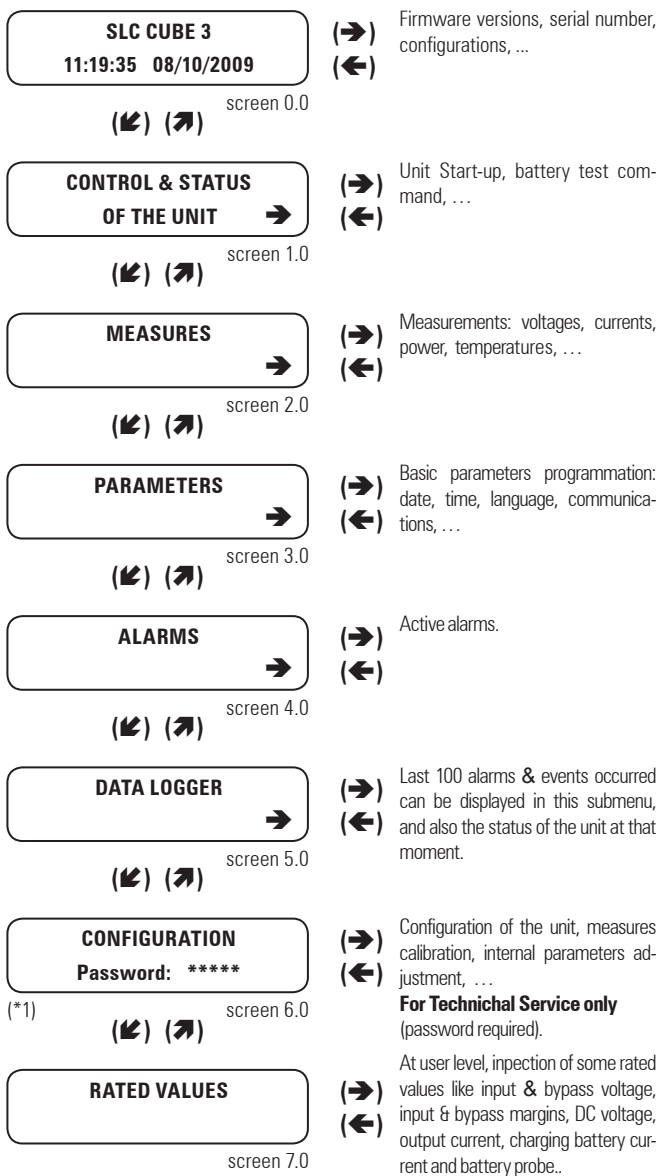 SLC CUBE 3
11:19:35 08/10/2009
screen 0.0
(➔)
(←)
Firmware versions, serial number,
configurations, ...
(↙) (↗)
CONTROL & STATUS
OF THE UNIT ➔
screen 1.0
(➔)
(←)
Unit Start-up, battery test com-
mand, ...
(↙) (↗)
MEASURES
➔
screen 2.0
(➔)
(←)
Measurements: voltages, currents,
power, temperatures, ...
(↙) (↗)
PARAMETERS
➔
screen 3.0
(➔)
(←)
Basic parameters programmation:
date, time, language, communica-
tions, ...
(↙) (↗)
ALARMS
➔
screen 4.0
(➔)
(←)
Active alarms.
(↙) (↗)
DATA LOGGER
➔
screen 5.0
(➔)
(←)
Last 100 alarms & events occurred
can be displayed in this submenu,
and also the status of the unit at that
moment.
(↙) (↗)
CONFIGURATION
Password: *****
(*1)
screen 6.0
(➔)
(←)
Configuration of the unit, measures
calibration, internal parameters ad-
justment, ...
For Technichal Service only
(password required).
(↙) (↗)
RATED VALUES
screen 7.0
(➔)
(←)
At user level, inpection of some rated
values like input & bypass voltage,
input & bypass margins, DC voltage,
output current, charging battery cur-
rent and battery probe..